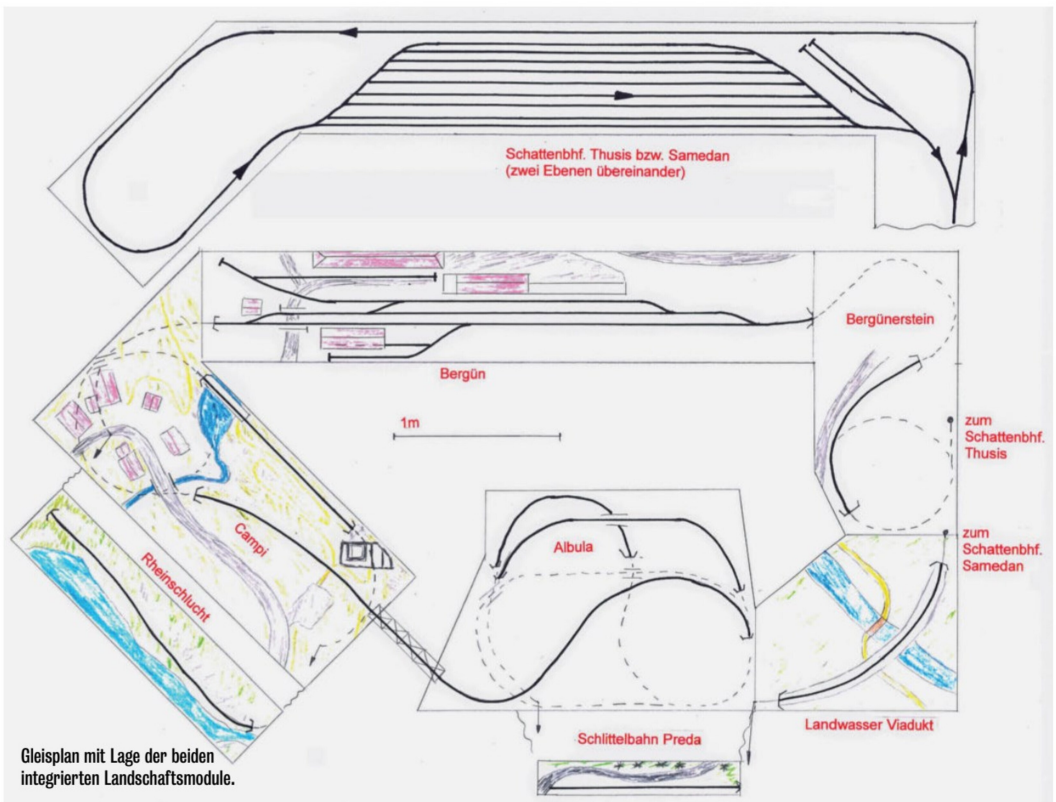 Schattenbhf. Thusis bzw. Samedan
(zwei Ebenen übereinander)
Bergünerstein
Bergün
1m
zum
Schattenbhf.
Thusis
zum
Schattenbhf.
Samedan
Albula
Campi
Rheinschlucht
Landwasser Viadukt
Schlittelbahn Preda
Gleisplan mit Lage der beiden
integrierten Landschaftsmodule.